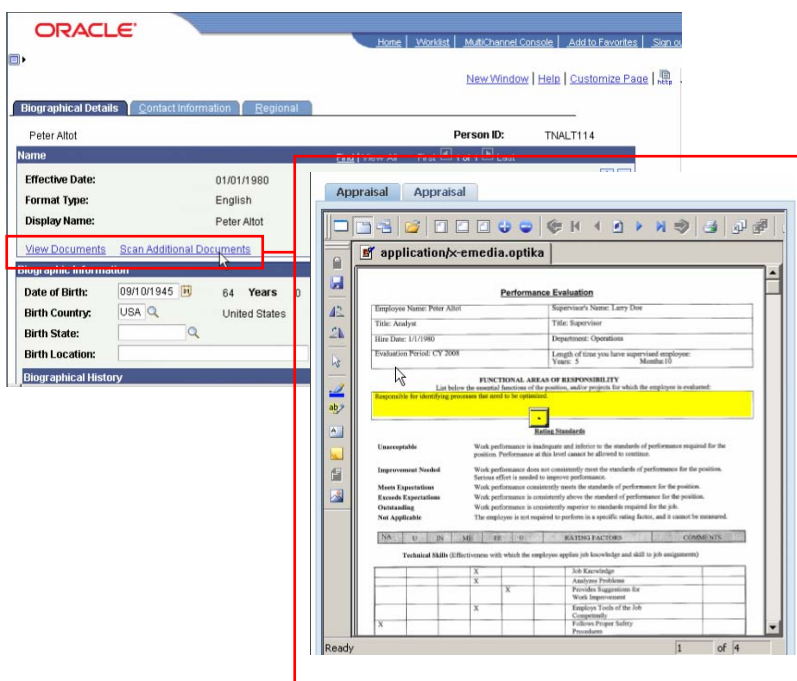 ORACLE
Home | Worklist | MultiChannel Console | Add to Favorites | Sign ou
New Window | Help | Customize Page | http
Biographical Details Contact Information Regional
Peter Altot Person ID: TNALT114
Name Find | View All First 1 of 1 Last
Effective Date: 01/01/1980
Format Type: English
Display Name: Peter Altot
View Documents Scan Additional Documents
Biographic Information
Date of Birth: 09/10/1945 31 64 Years 0
Birth Country: USA United States
Birth State:
Birth Location:
Biographical History
Appraisal Appraisal
application/x-emedia.optika
Performance Evaluation
Employee Name: Peter Altot Supervisor's Name: Larry Doe
Title: Analyst Title: Supervisor
Hire Date: 1/1/1980 Department: Operations
Evaluation Period: CY 2008 Length of time you have supervised employee:
Years: 5 Months:10
FUNCTIONAL AREAS OF RESPONSIBILITY
List below the essential functions of the position, and/or projects for which the employee is evaluated:
Responsible for identifying processes that need to be optimized.
Rating Standards
Unacceptable Work performance is inadequate and inferior to the standards of performance required for the
position. Performance at this level cannot be allowed to continue.
Improvement Needed Work performance does not consistently meet the standards of performance for the position.
Serious effort is needed to improve performance.
Meets Expectations Work performance consistently meets the standards of performance for the position.
Exceeds Expectations Work performance is consistently above the standard of performance for the position.
Outstanding Work performance is consistently superior to standards required for the job.
Not Applicable The employee is not required to perform in a specific rating factor, and it cannot be measured.
NA U IN ME EE O RATING FACTORS COMMENTS
Technical Skills (Effectiveness with which the employee applies job knowledge and skill to job assignments)
X Job Knowledge
X Analyzes Problems
X Provides Suggestions for
Work Improvement
X Employs Tools of the Job
Competently
X Follows Proper Safety
Procedures
Ready 1 of 4